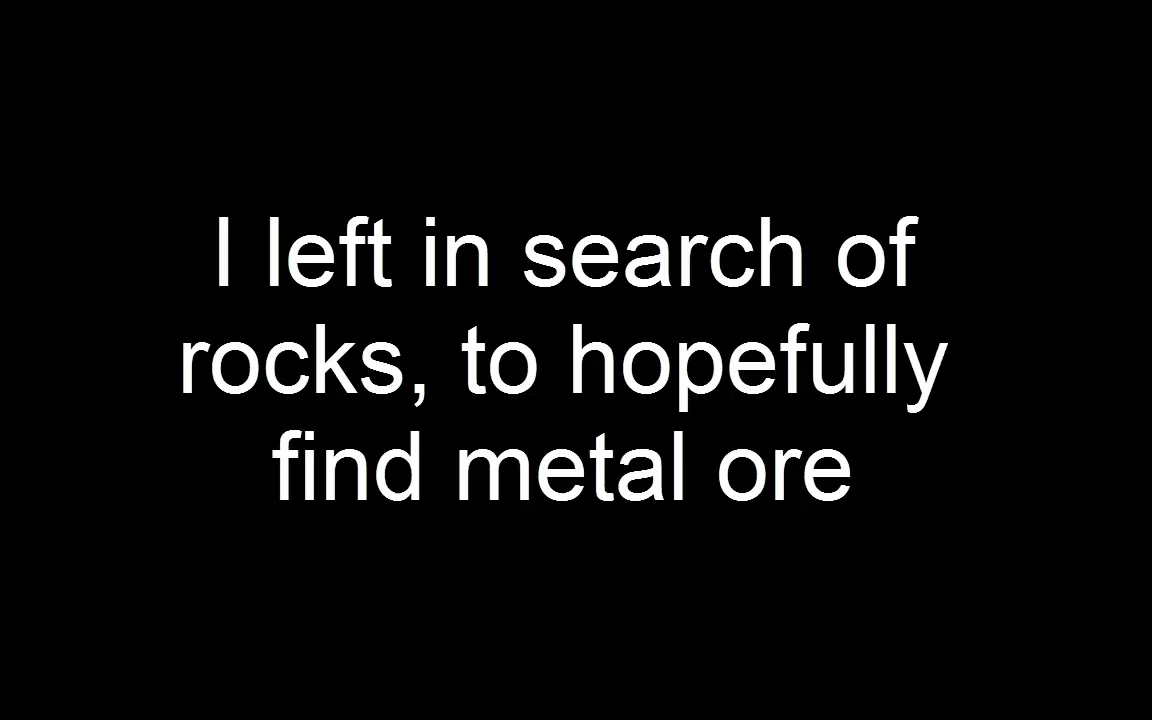 I left in search of
rocks, to hopefully
find metal ore